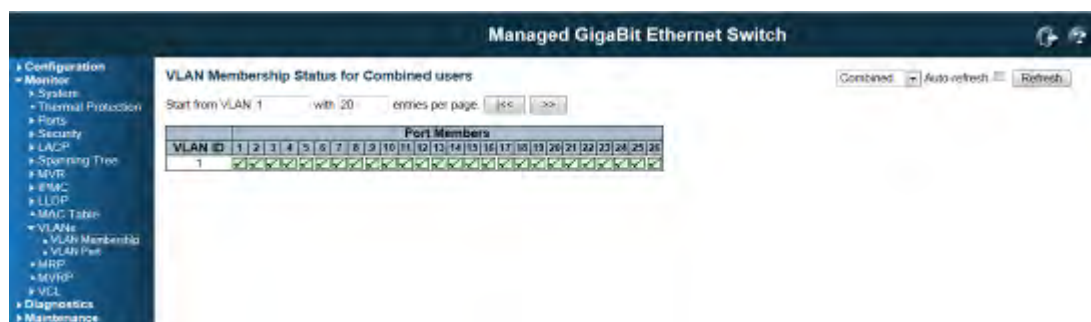 Managed GigaBit Ethernet Switch
Configuration
Monitor
System
Thermal Protection
Ports
Security
LACP
Spanning Tree
MVR
IPMC
LLDP
MAC Table
VLANs
VLAN Membership
VLAN Port
MRP
MVRP
VCL
Diagnostics
Maintenance
VLAN Membership Status for Combined users
Combined Auto-refresh Refresh
Start from VLAN 1 with 20 entries per page. |<< >>
Port Members
VLAN ID 1 2 3 4 5 6 7 8 9 10 11 12 13 14 15 16 17 18 19 20 21 22 23 24 25 26
1